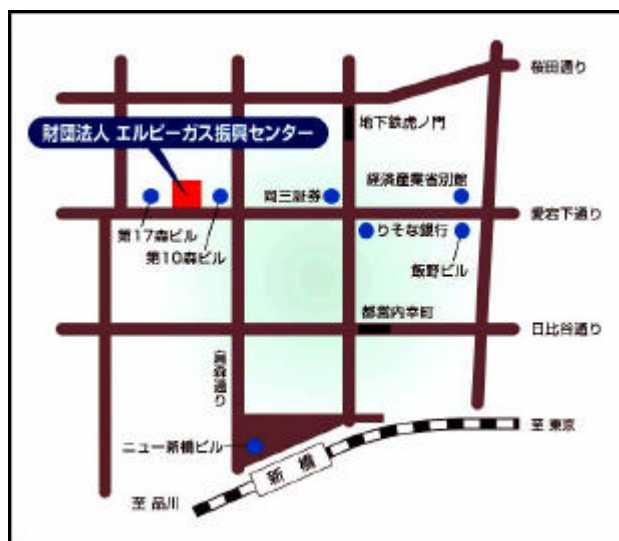 桜田通り
地下鉄虎ノ門
財団法人 エルピーガス振興センター
経済産業省別館
岡三証券
愛宕下通り
第17森ビル
りそな銀行
第10森ビル
飯野ビル
都営内幸町
日比谷通り
烏森通り
至 東京
ニュー新橋ビル
新橋
至 品川